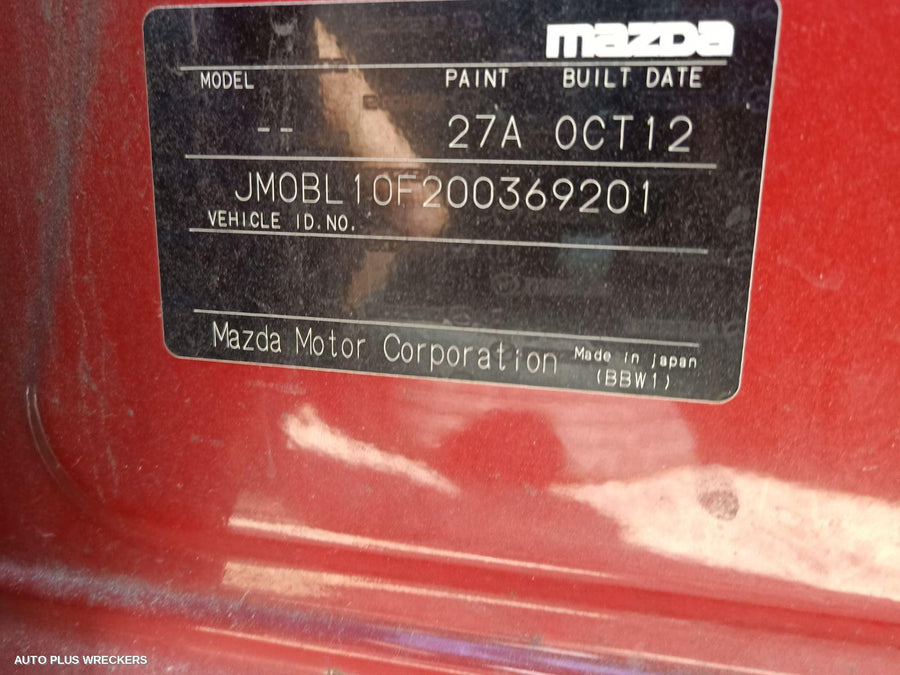 mazda
MODEL PAINT BUILT DATE
-- 27A OCT12
JM0BL10F200369201
VEHICLE ID.NO.
Mazda Motor Corporation Made in japan
(BBW1)
AUTO PLUS WRECKERS